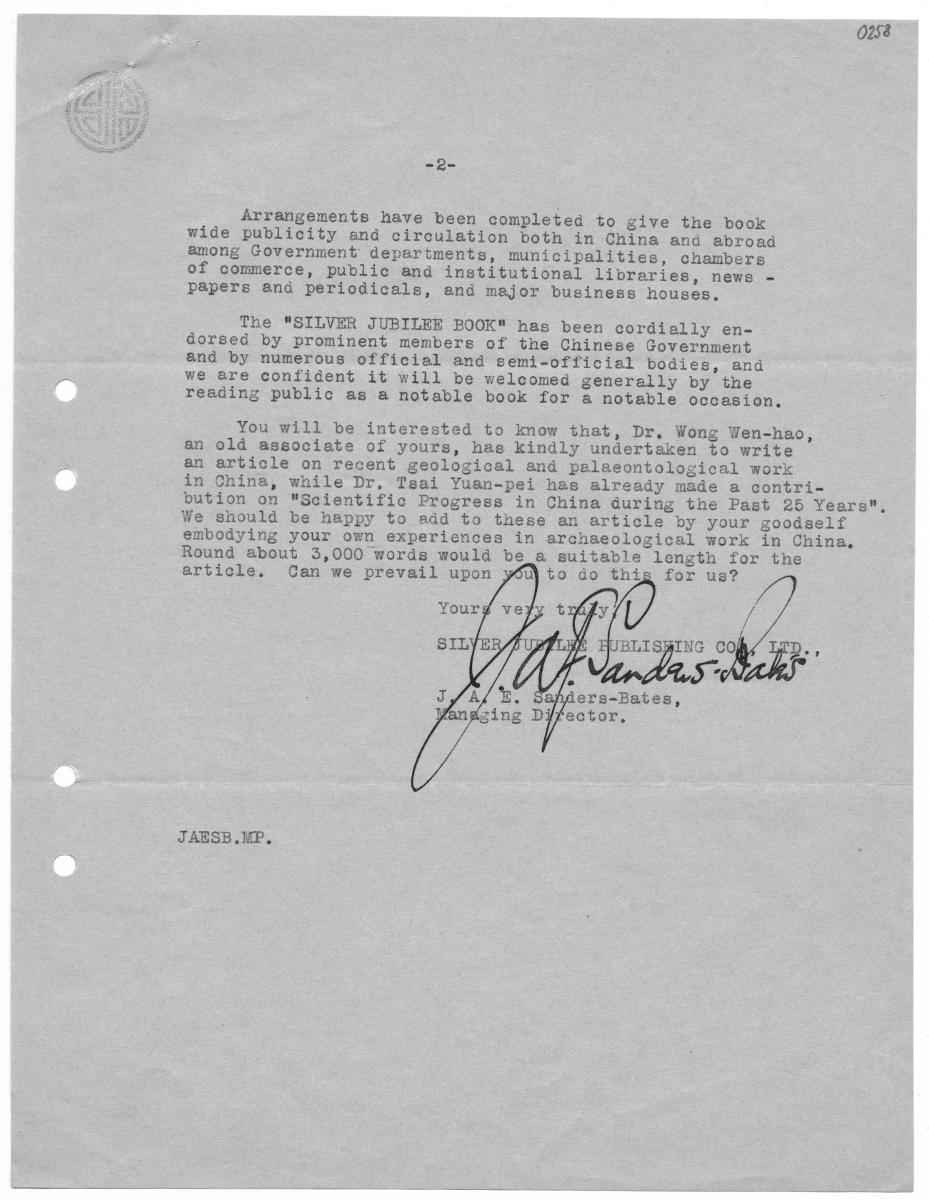 0258
-2-
Arrangements have been completed to give the book
wide publicity and circulation both in China and abroad
among Government departments, municipalities, chambers
of commerce, public and institutional libraries, news -
papers and periodicals, and major business houses.
The "SILVER JUBILEE BOOK" has been cordially en-
dorsed by prominent members of the Chinese Government
and by numerous official and semi-official bodies, and
we are confident it will be welcomed generally by the
reading public as a notable book for a notable occasion.
You will be interested to know that, Dr. Wong Wen-hao,
an old associate of yours, has kindly undertaken to write
an article on recent geological and palaeontological work
in China, while Dr. Tsai Yuan-pei has already made a contri-
bution on "Scientific Progress in China during the Past 25 Years".
We should be happy to add to these an article by your goodself
embodying your own experiences in archaeological work in China.
Round about 3,000 words would be a suitable length for the
article. Can we prevail upon you to do this for us?
Yours very truly,
SILVER JUBILEE PUBLISHING CO., LTD.,
J. A. E. Sanders-Bates
J. A. E. Sanders-Bates,
Managing Director.
JAESB.MP.